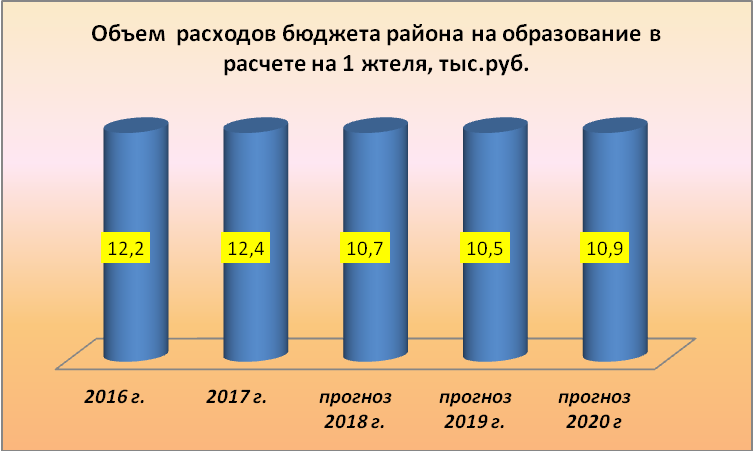 Объем расходов бюджета района на образование в
расчете на 1 жтеля, тыс.руб.
12,2 12,4 10,7 10,5 10,9
2016 г. 2017 г. прогноз прогноз прогноз
2018 г. 2019 г. 2020 г